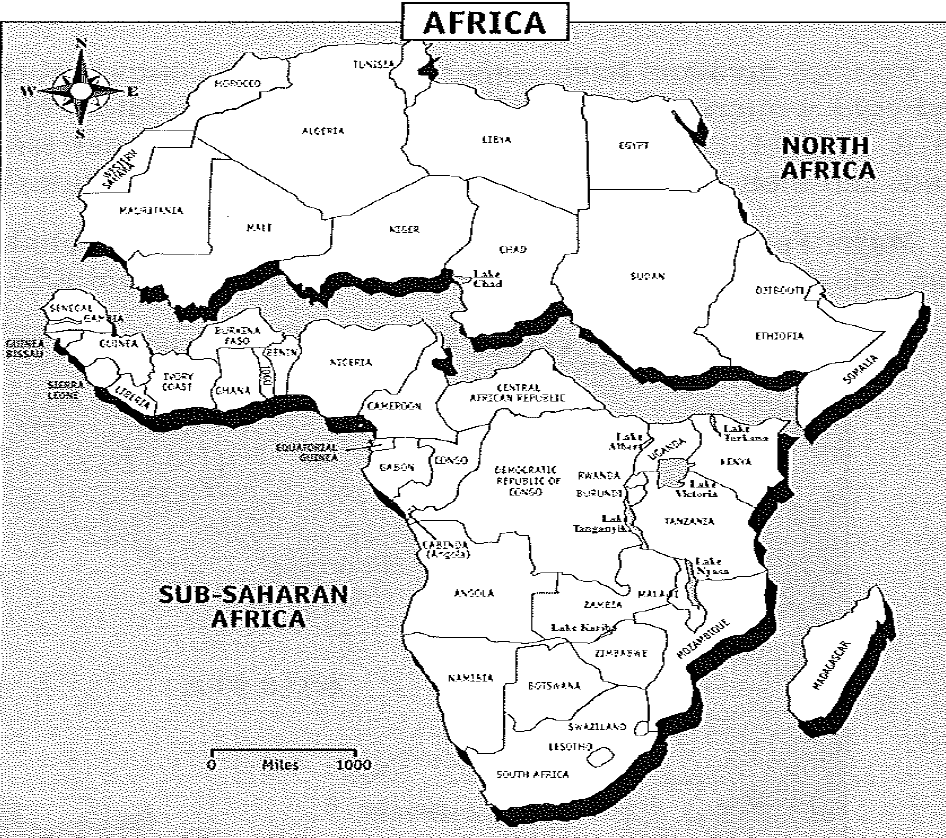 AFRICA
N
W E
S
TUNISIA
MOROCCO
ALGERIA
LIBYA
EGYPT
NORTH
AFRICA
WESTERN
SAHARA
MAURITANIA
MALI
NIGER
CHAD
Lake
Chad
SUDAN
DJIBOUTI
ETHIOPIA
SOMALIA
SENEGAL
GAMBIA
GUINEA
BISSAU
GUINEA
SIERRA
LEONE
LIBERIA
IVORY
COAST
BURKINA
FASO
GHANA
TOGO
BENIN
NIGERIA
CAMEROON
CENTRAL
AFRICAN REPUBLIC
EQUATORIAL
GUINEA
GABON
CONGO
DEMOCRATIC
REPUBLIC OF
CONGO
Lake
Albert
UGANDA
Lake
Turkana
KENYA
RWANDA
BURUNDI
Lake
Victoria
Lake
Tanganyika
TANZANIA
CABINDA
(Angola)
Lake
Nyasa
SUB-SAHARAN
AFRICA
ANGOLA
ZAMBIA
MALAWI
Lake Kariba
MOZAMBIQUE
ZIMBABWE
MADAGASCAR
NAMIBIA
BOTSWANA
SWAZILAND
LESOTHO
SOUTH AFRICA
0 Miles 1000